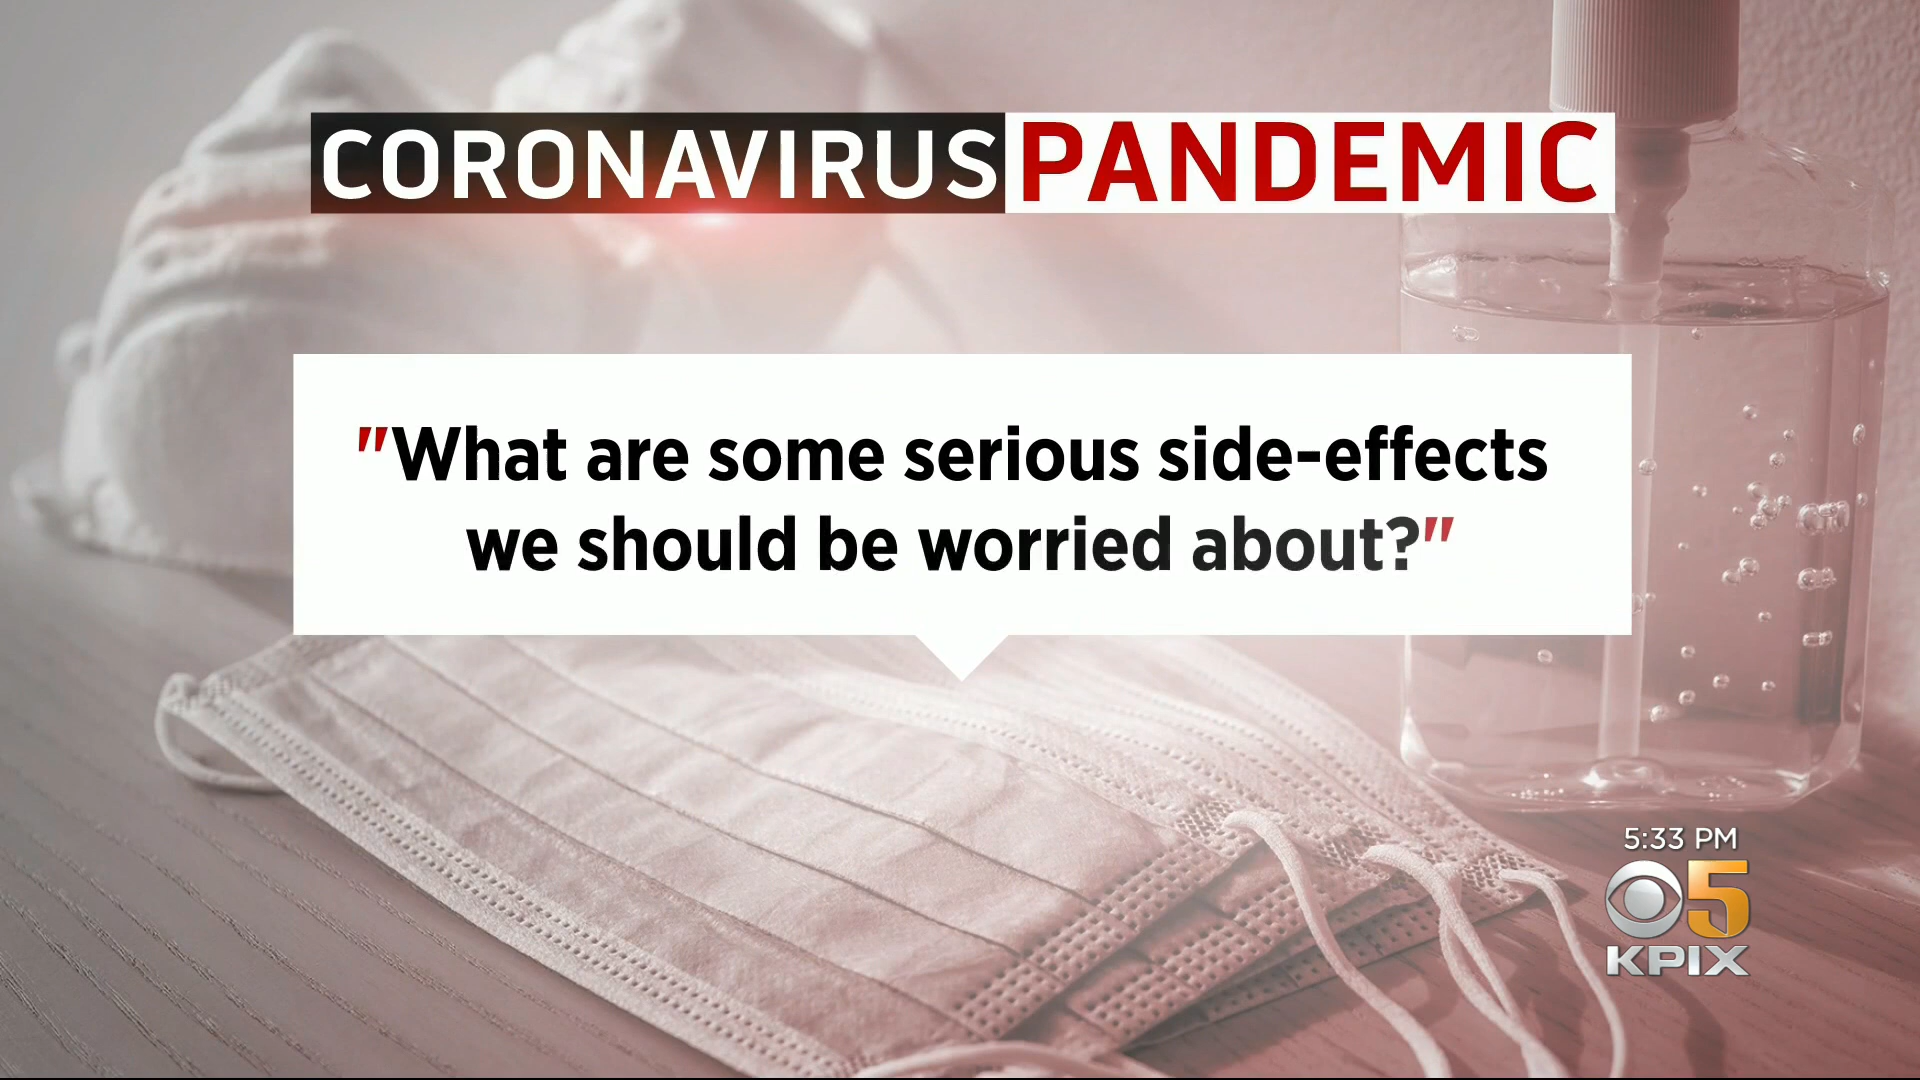 CORONAVIRUS PANDEMIC
"What are some serious side-effects
we should be worried about?"
5:33 PM
5
KPIX